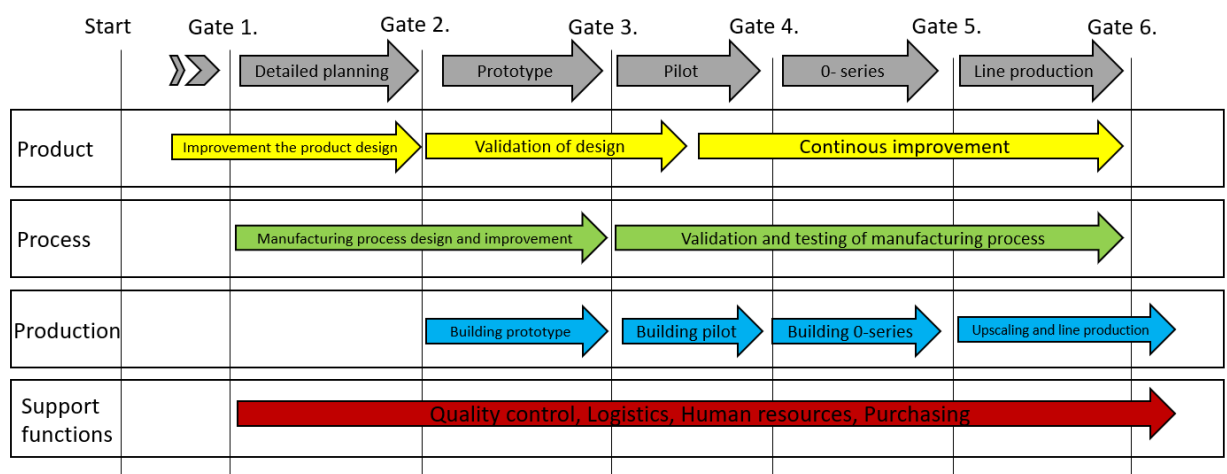 Start
Gate 1.
Gate 2.
Gate 3.
Gate 4.
Gate 5.
Gate 6.
Detailed planning
Prototype
Pilot
0- series
Line production
Product
Improvement the product design
Validation of design
Continous improvement
Process
Manufacturing process design and improvement
Validation and testing of manufacturing process
Production
Building prototype
Building pilot
Building 0-series
Upscaling and line production
Support
functions
Quality control, Logistics, Human resources, Purchasing